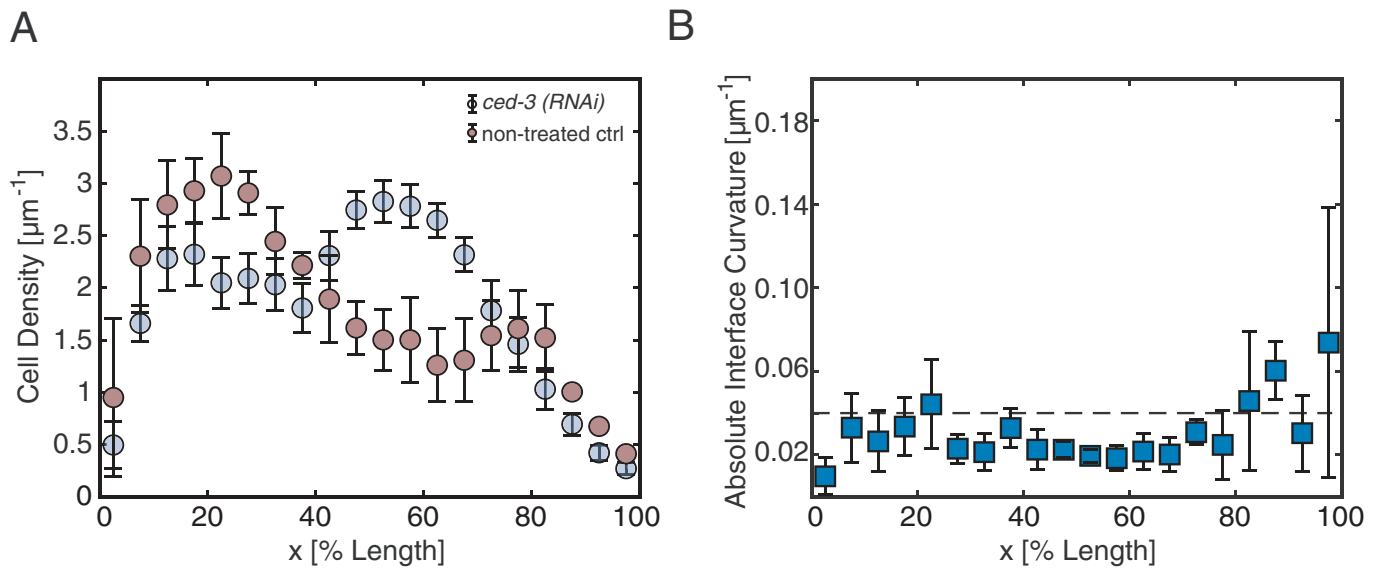 A
B
Cell Density [µm⁻¹]
3.5
3
2.5
2
1.5
1
0.5
0
ced-3 (RNAi)
non-treated ctrl
0 20 40 60 80 100
x [% Length]
Absolute Interface Curvature [µm⁻¹]
0.18
0.14
0.10
0.06
0.02
0 20 40 60 80 100
x [% Length]